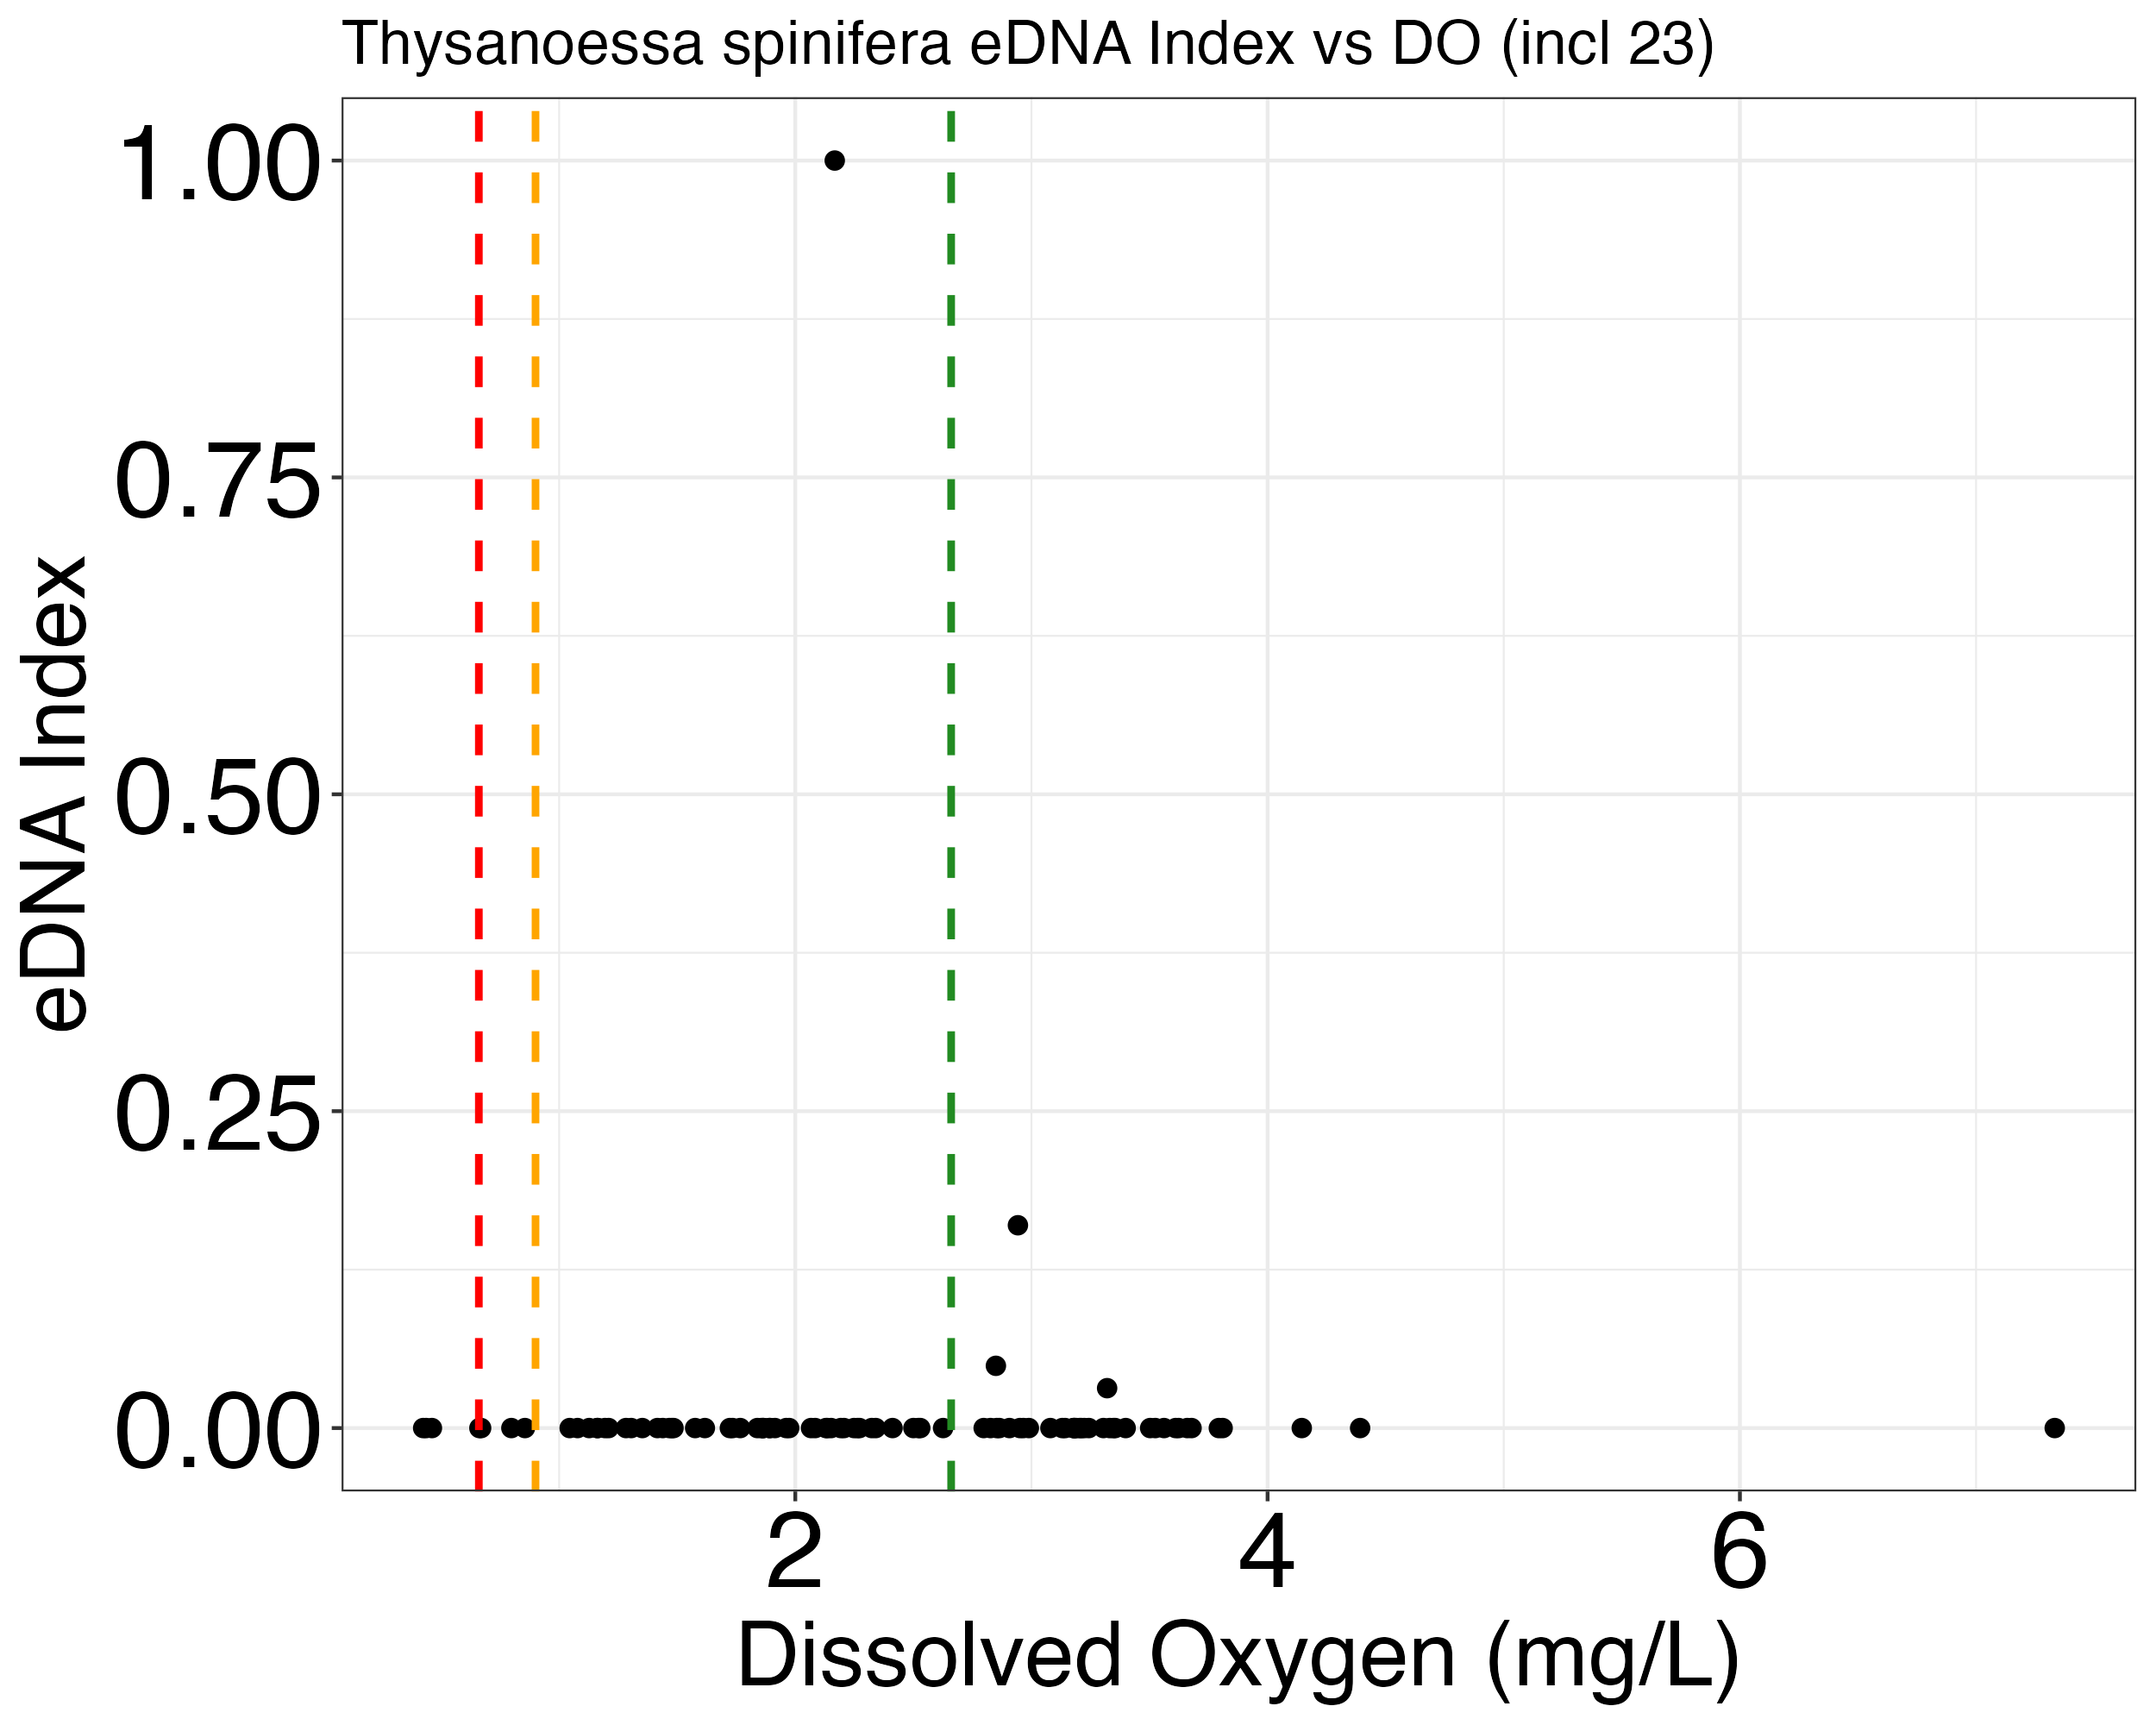 Thysanoessa spinifera eDNA Index vs DO (incl 23)
1.00
0.75
0.50
0.25
0.00
eDNA Index
2 4 6
Dissolved Oxygen (mg/L)